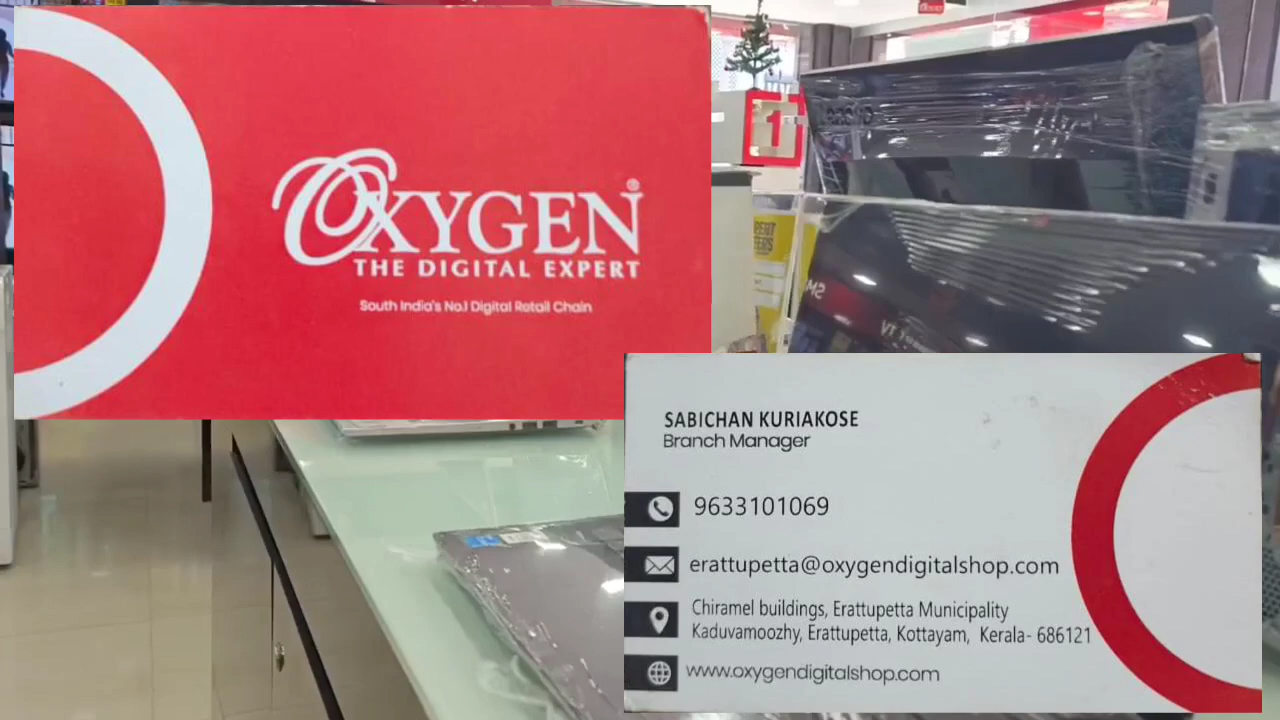 OXYGEN®
THE DIGITAL EXPERT
South India's No.1 Digital Retail Chain
1
SABICHAN KURIAKOSE
Branch Manager
9633101069
erattupetta@oxygendigitalshop.com
Chiramel buildings, Erattupetta Municipality
Kaduvamoozhy, Erattupetta, Kottayam, Kerala- 686121
www.oxygendigitalshop.com